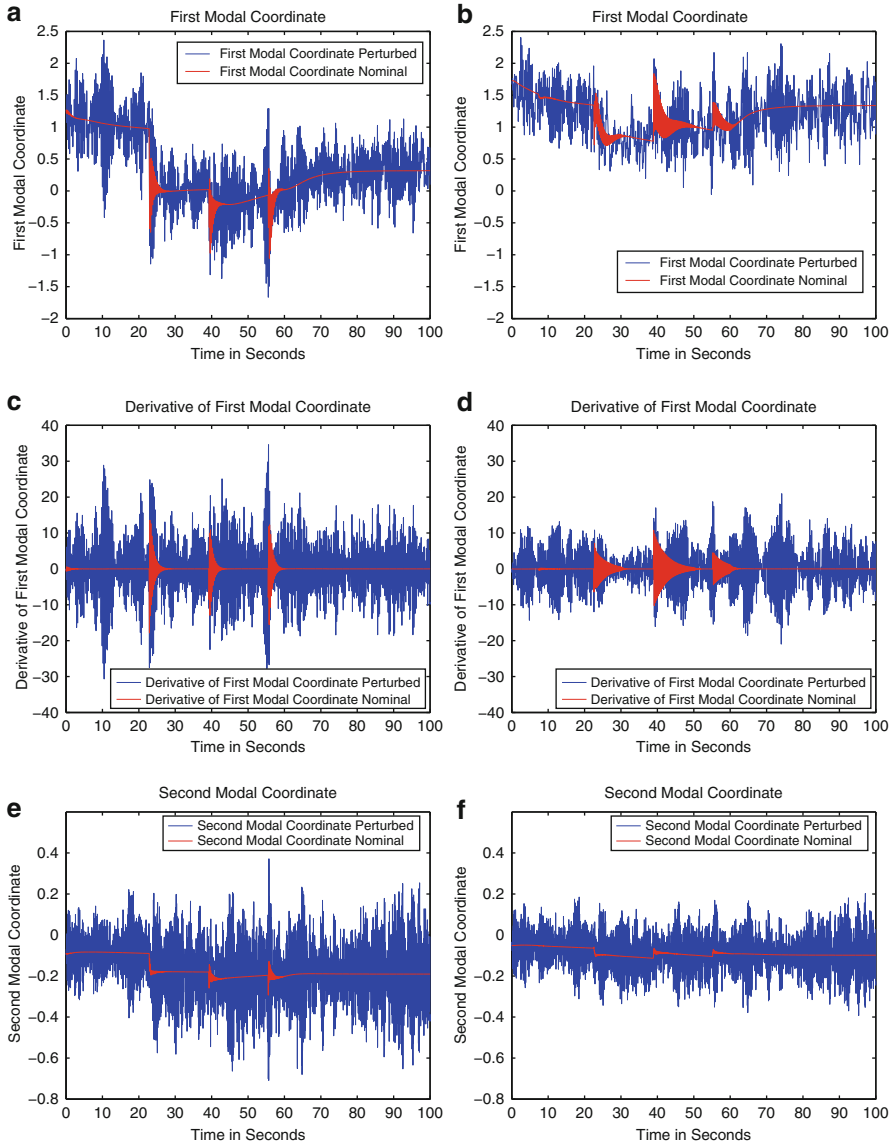 a
First Modal Coordinate
First Modal Coordinate
2.5
2
1.5
1
0.5
0
−0.5
−1
−1.5
−2
First Modal Coordinate Perturbed
First Modal Coordinate Nominal
0 10 20 30 40 50 60 70 80 90 100
Time in Seconds
b
First Modal Coordinate
First Modal Coordinate
2.5
2
1.5
1
0.5
0
−0.5
−1
−1.5
−2
First Modal Coordinate Perturbed
First Modal Coordinate Nominal
0 10 20 30 40 50 60 70 80 90 100
Time in Seconds
c
Derivative of First Modal Coordinate
Derivative of First Modal Coordinate
40
30
20
10
0
−10
−20
−30
−40
Derivative of First Modal Coordinate Perturbed
Derivative of First Modal Coordinate Nominal
0 10 20 30 40 50 60 70 80 90 100
Time in Seconds
d
Derivative of First Modal Coordinate
Derivative of First Modal Coordinate
40
30
20
10
0
−10
−20
−30
−40
Derivative of First Modal Coordinate Perturbed
Derivative of First Modal Coordinate Nominal
0 10 20 30 40 50 60 70 80 90 100
Time in Seconds
e
Second Modal Coordinate
Second Modal Coordinate
0.4
0.2
0
−0.2
−0.4
−0.6
−0.8
Second Modal Coordinate Perturbed
Second Modal Coordinate Nominal
0 10 20 30 40 50 60 70 80 90 100
Time in Seconds
f
Second Modal Coordinate
Second Modal Coordinate
0.4
0.2
0
−0.2
−0.4
−0.6
−0.8
Second Modal Coordinate Perturbed
Second Modal Coordinate Nominal
0 10 20 30 40 50 60 70 80 90 100
Time in Seconds